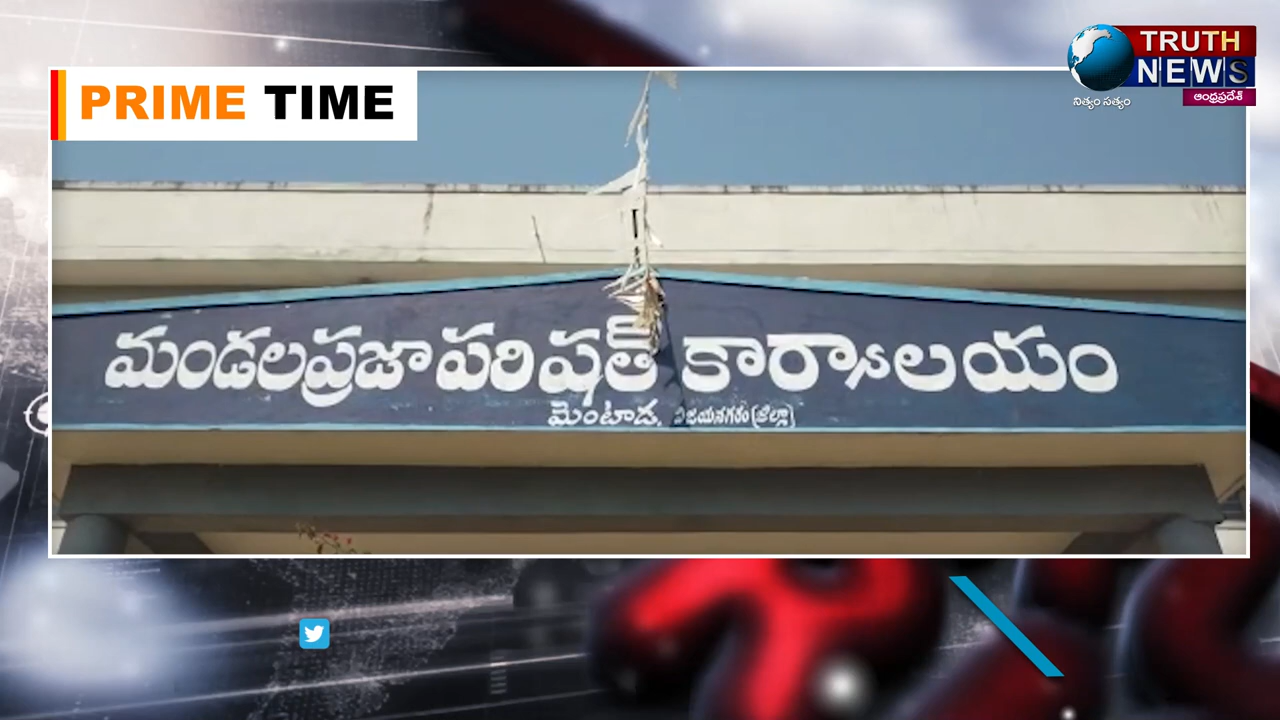 PRIME TIME
TRUTH
NEWS
నిత్యం సత్యం
ఆంధ్రప్రదేశ్
మండలప్రజాపరిషత్ కార్యాలయం
మెంటాడ, విజయనగరం(జిల్లా)